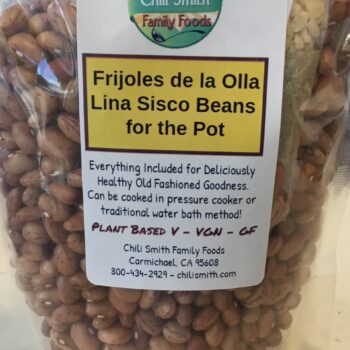 Chili Smith
Family Foods
Frijoles de la Olla
Lina Sisco Beans
for the Pot
Everything Included for Deliciously
Healthy Old Fashioned Goodness.
Can be cooked in pressure cooker or
traditional water bath method!
PLANT BASED V - VGN - GF
Chili Smith Family Foods
Carmichael, CA 95608
800-434-2929 - chilismith.com